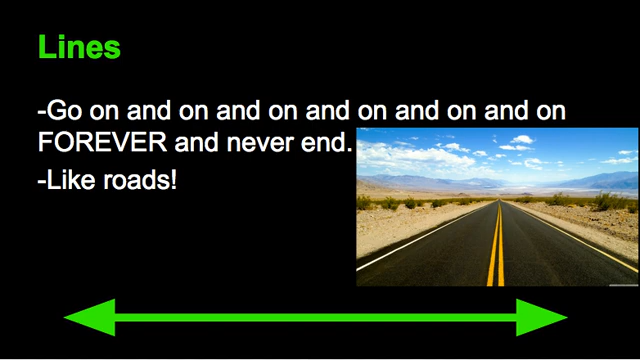 Lines
-Go on and on and on and on and on and on
FOREVER and never end.
-Like roads!